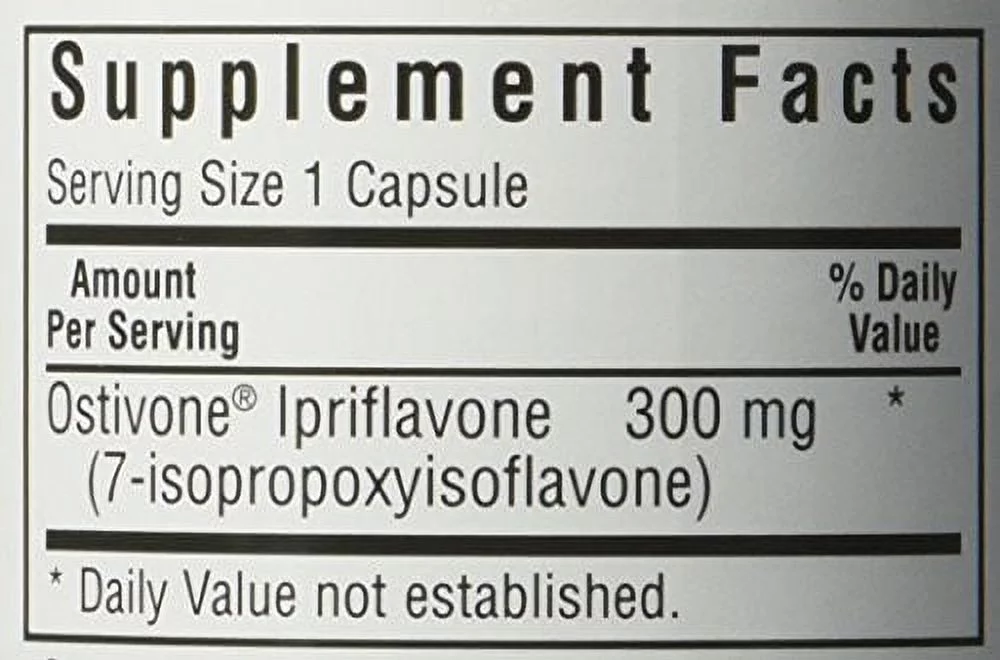 Supplement Facts
Serving Size 1 Capsule
Amount
Per Serving
% Daily
Value
Ostivone® Ipriflavone 300 mg *
(7-isopropoxyisoflavone)
* Daily Value not established.